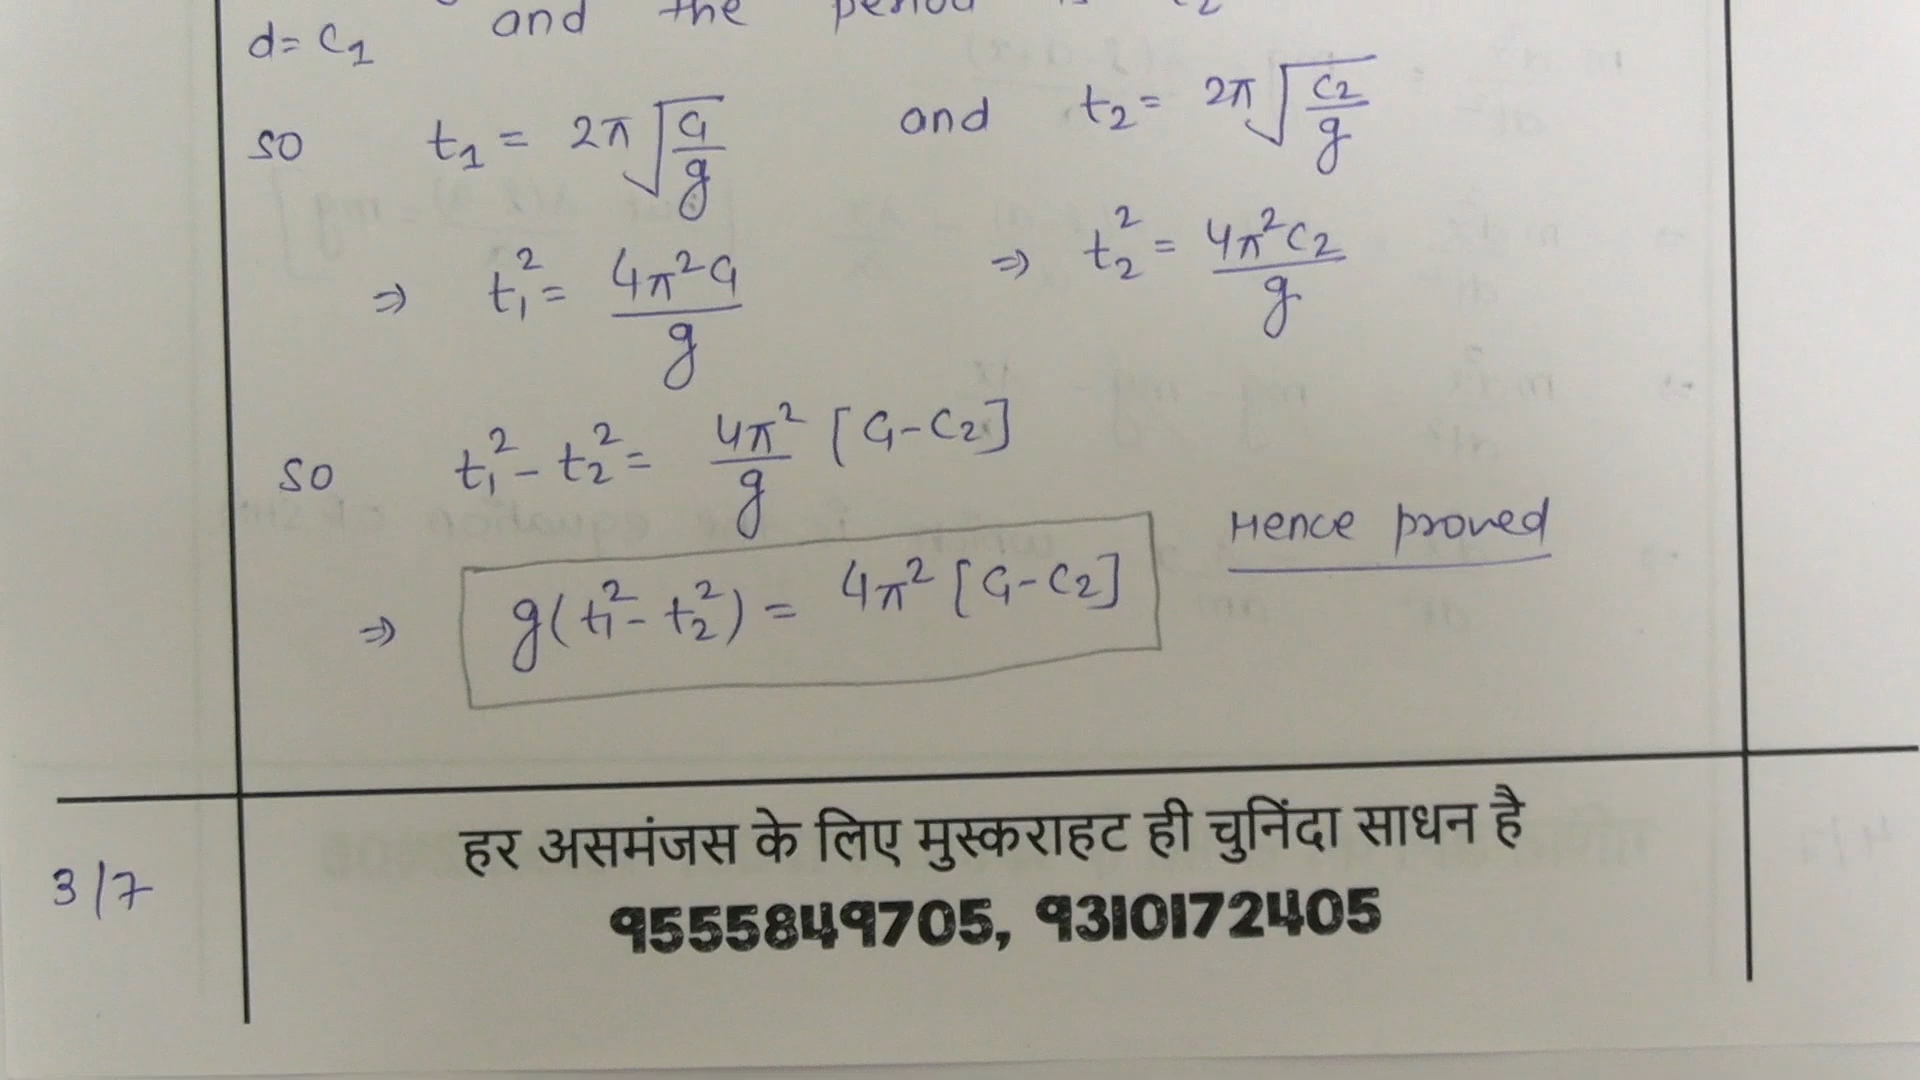 and the period
d = c₁
so t₁ = 2π√(c₁/g) and t₂ = 2π√(c₂/g)
⇒ t₁² = 4π²c₁/g ⇒ t₂² = 4π²c₂/g
so t₁² - t₂² = 4π²/g [c₁-c₂]
Hence proved
⇒ g(t₁² - t₂²) = 4π² [c₁-c₂]
हर असमंजस के लिए मुस्कराहट ही चुनिंदा साधन है
3/7
9555849705, 9310172405